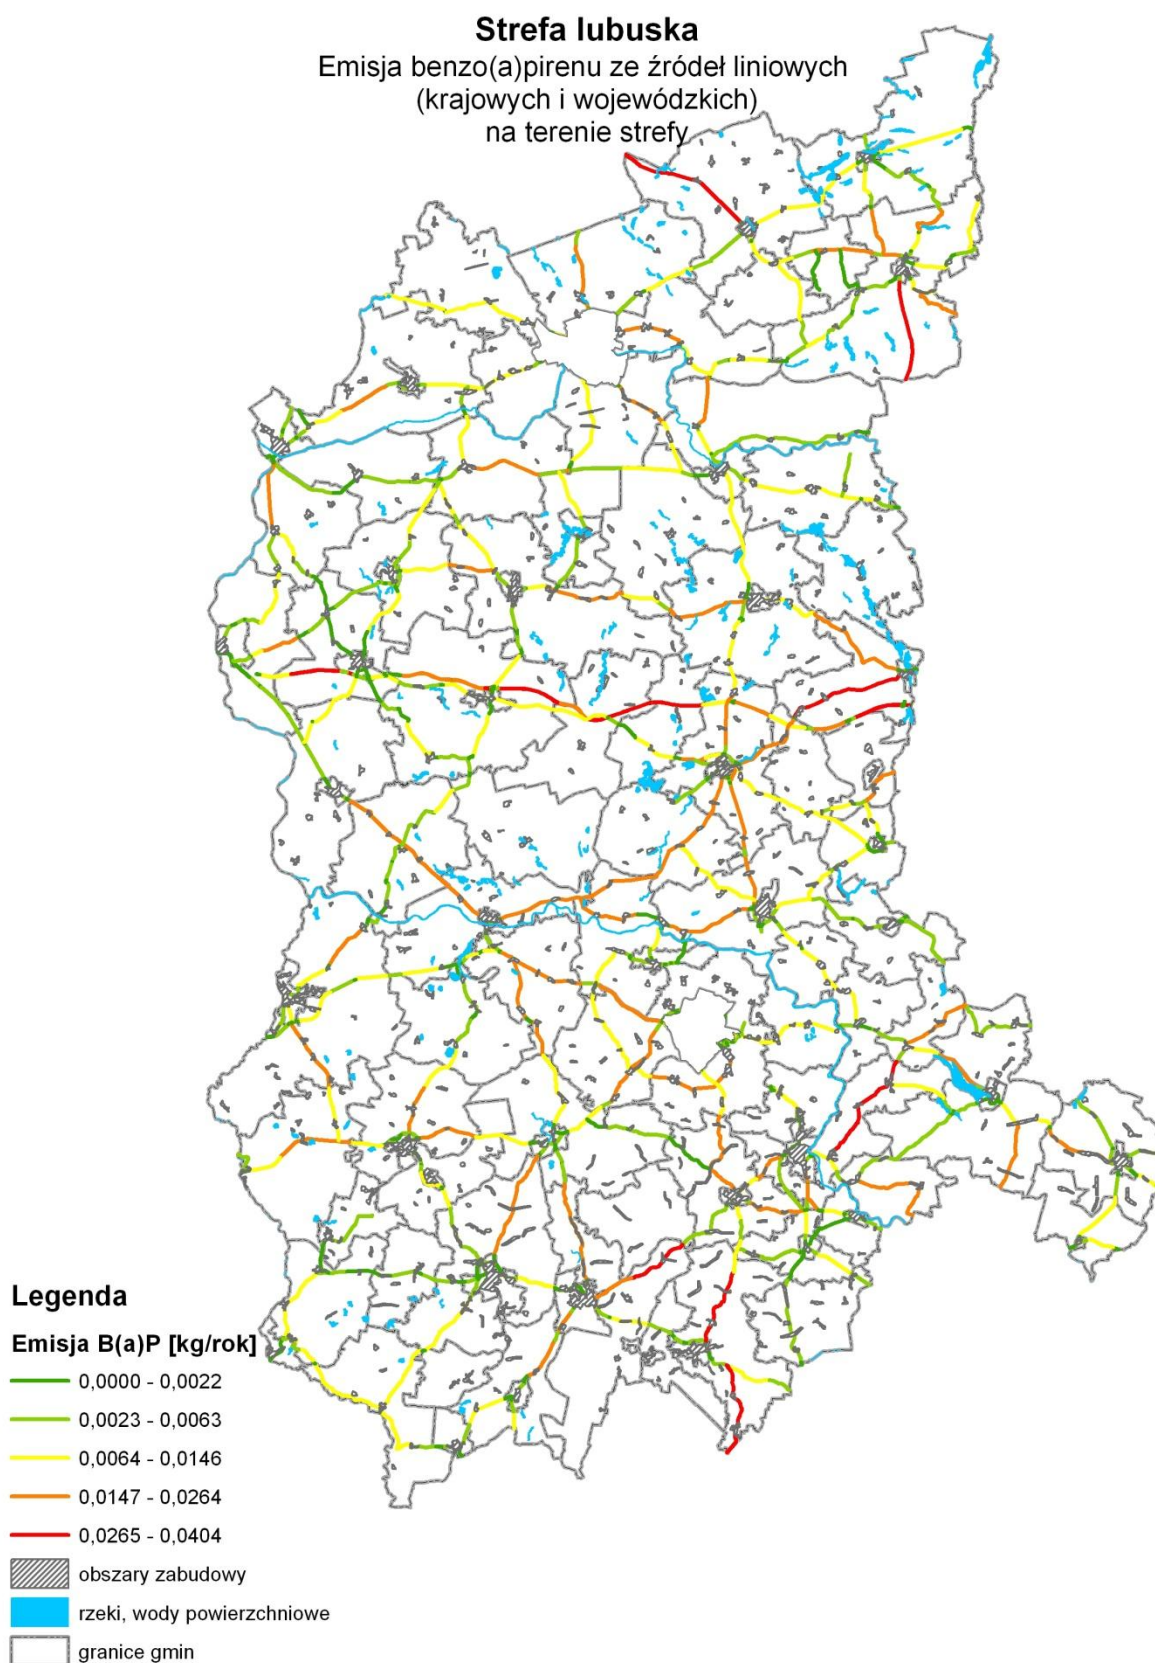 Strefa lubuska
Emisja benzo(a)pirenu ze źródeł liniowych
(krajowych i wojewódzkich)
na terenie strefy
Legenda
Emisja B(a)P [kg/rok]
0,0000 - 0,0022
0,0023 - 0,0063
0,0064 - 0,0146
0,0147 - 0,0264
0,0265 - 0,0404
obszary zabudowy
rzeki, wody powierzchniowe
granice gmin